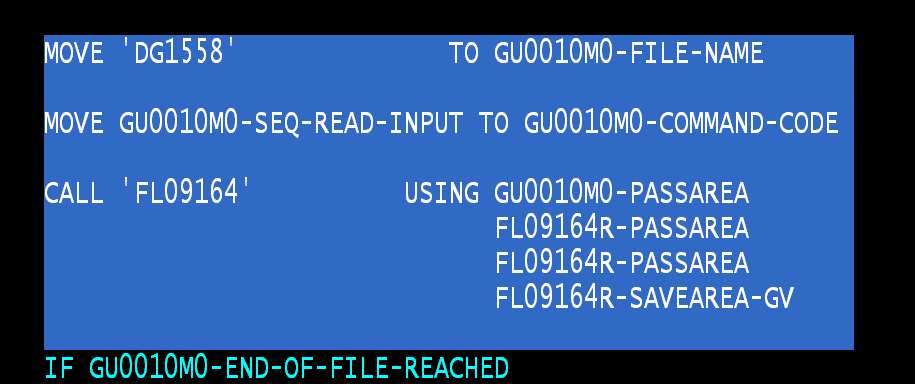 MOVE 'DG1558'              TO GU0010M0-FILE-NAME
MOVE GU0010M0-SEQ-READ-INPUT TO GU0010M0-COMMAND-CODE
CALL 'FL09164'          USING GU0010M0-PASSAREA
FL09164R-PASSAREA
FL09164R-PASSAREA
FL09164R-SAVEAREA-GV
IF GU0010M0-END-OF-FILE-REACHED